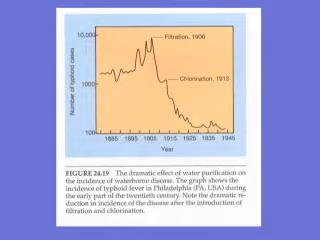 10,000
Filtration, 1906
1000
Chlorination, 1913
100
Number of typhoid cases
1885 1895 1905 1915 1925 1935 1945
Year
FIGURE 24.19 The dramatic effect of water purification on
the incidence of waterborne disease. The graph shows the
incidence of typhoid fever in Philadelphia (PA, USA) during
the early part of the twentieth century. Note the dramatic re-
duction in incidence of the disease after the introduction of
filtration and chlorination.